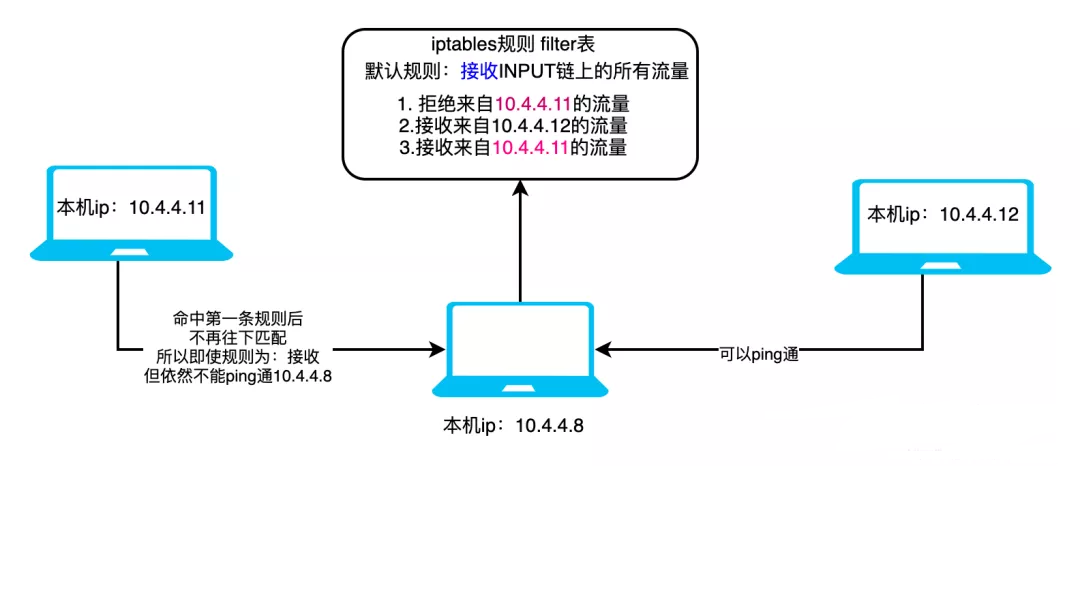 iptables规则 filter表
默认规则：接收INPUT链上的所有流量
1. 拒绝来自10.4.4.11的流量
2.接收来自10.4.4.12的流量
3.接收来自10.4.4.11的流量
本机ip：10.4.4.11
本机ip：10.4.4.12
命中第一条规则后
不再往下匹配
所以即使规则为：接收
但依然不能ping通10.4.4.8
可以ping通
本机ip：10.4.4.8